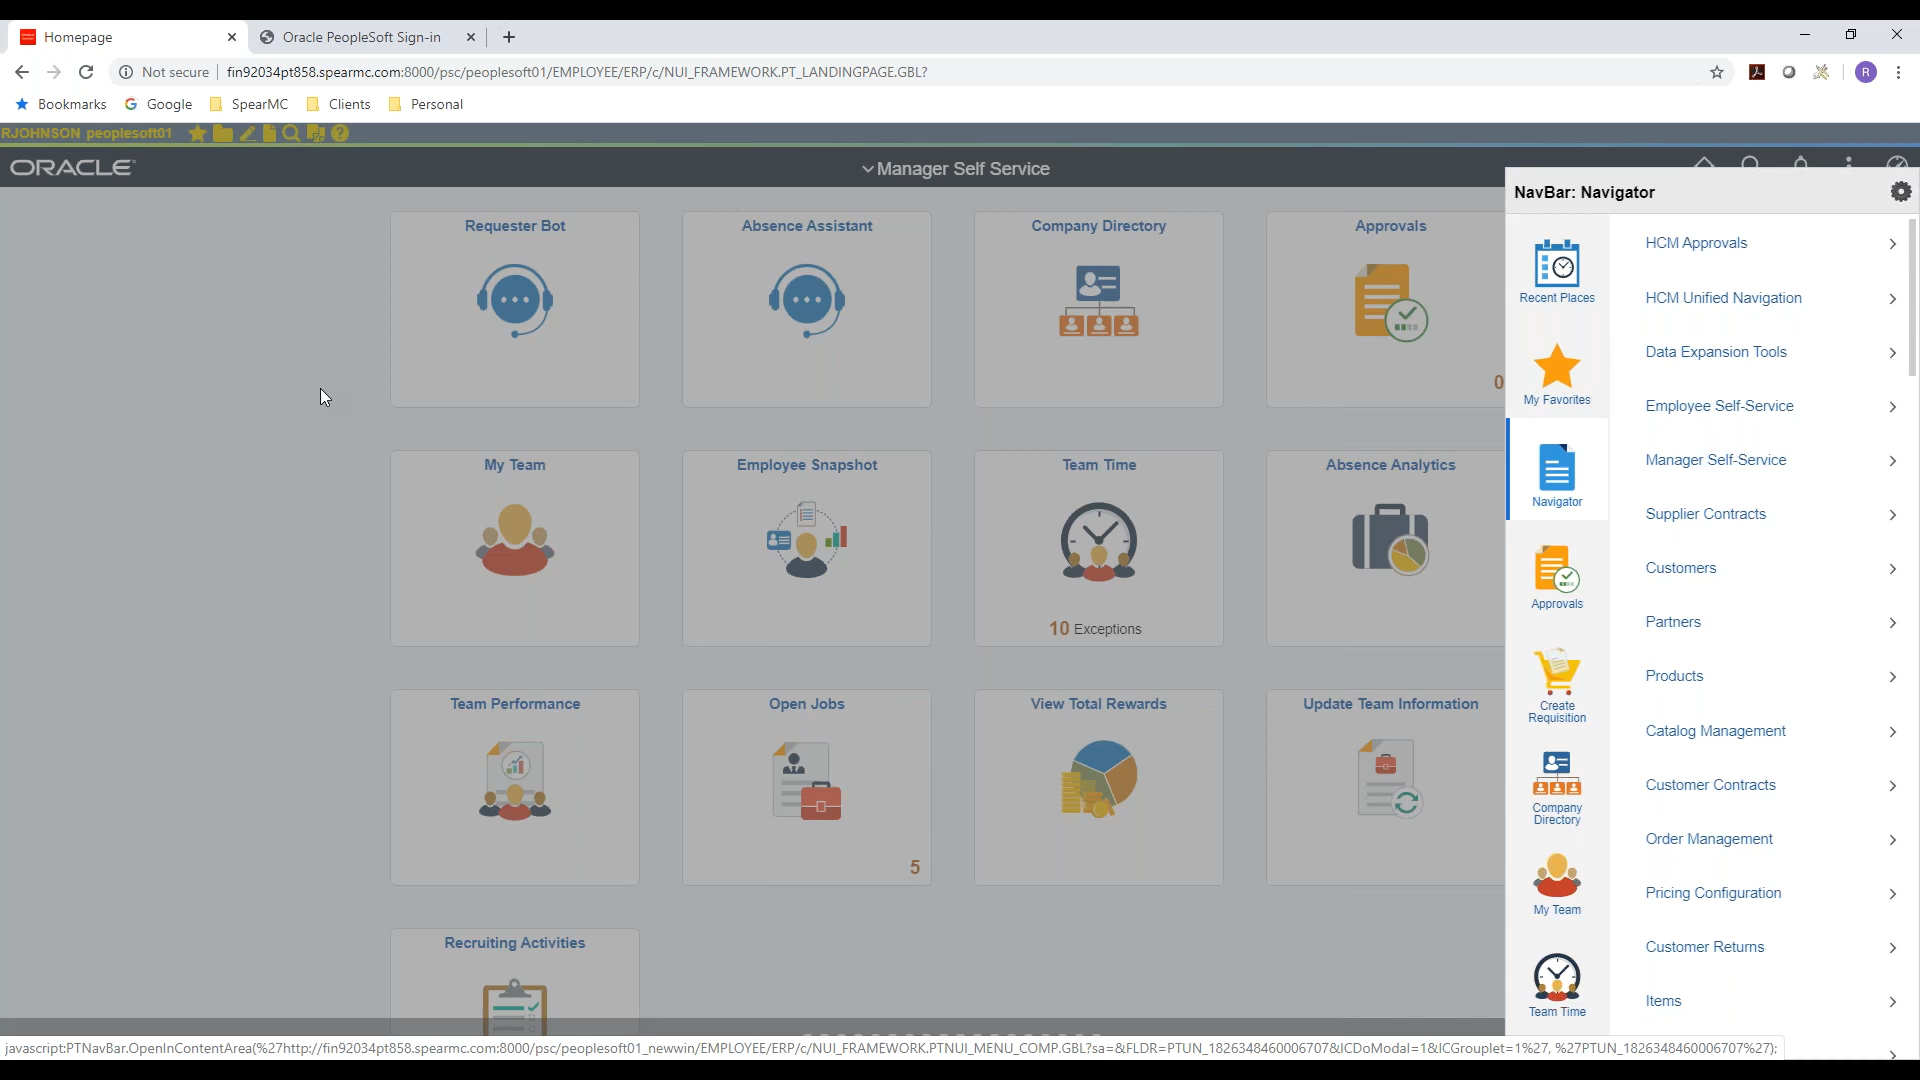 Homepage
Oracle PeopleSoft Sign-in
Not secure
fin92034pt858.spearmc.com:8000/psc/peoplesoft01/EMPLOYEE/ERP/c/NUI_FRAMEWORK.PT_LANDINGPAGE.GBL?
R
Bookmarks
Google
SpearMC
Clients
Personal
RJOHNSON peoplesoft01
ORACLE
Manager Self Service
NavBar: Navigator
Requester Bot
Absence Assistant
Company Directory
Approvals
0
My Team
Employee Snapshot
Team Time
10 Exceptions
Absence Analytics
Team Performance
Open Jobs
5
View Total Rewards
Update Team Information
Recruiting Activities
Recent Places
My Favorites
Navigator
Approvals
Create
Requisition
Company
Directory
My Team
Team Time
HCM Approvals
HCM Unified Navigation
Data Expansion Tools
Employee Self-Service
Manager Self-Service
Supplier Contracts
Customers
Partners
Products
Catalog Management
Customer Contracts
Order Management
Pricing Configuration
Customer Returns
Items
javascript:PTNavBar.OpenInContentArea(%27http://fin92034pt858.spearmc.com:8000/psc/peoplesoft01_newwin/EMPLOYEE/ERP/c/NUI_FRAMEWORK.PTNUI_MENU_COMP.GBL?sa=&FLDR=PTUN_1826348460006707&ICDoModal=1&ICGrouplet=1%27, %27PTUN_1826348460006707%27);